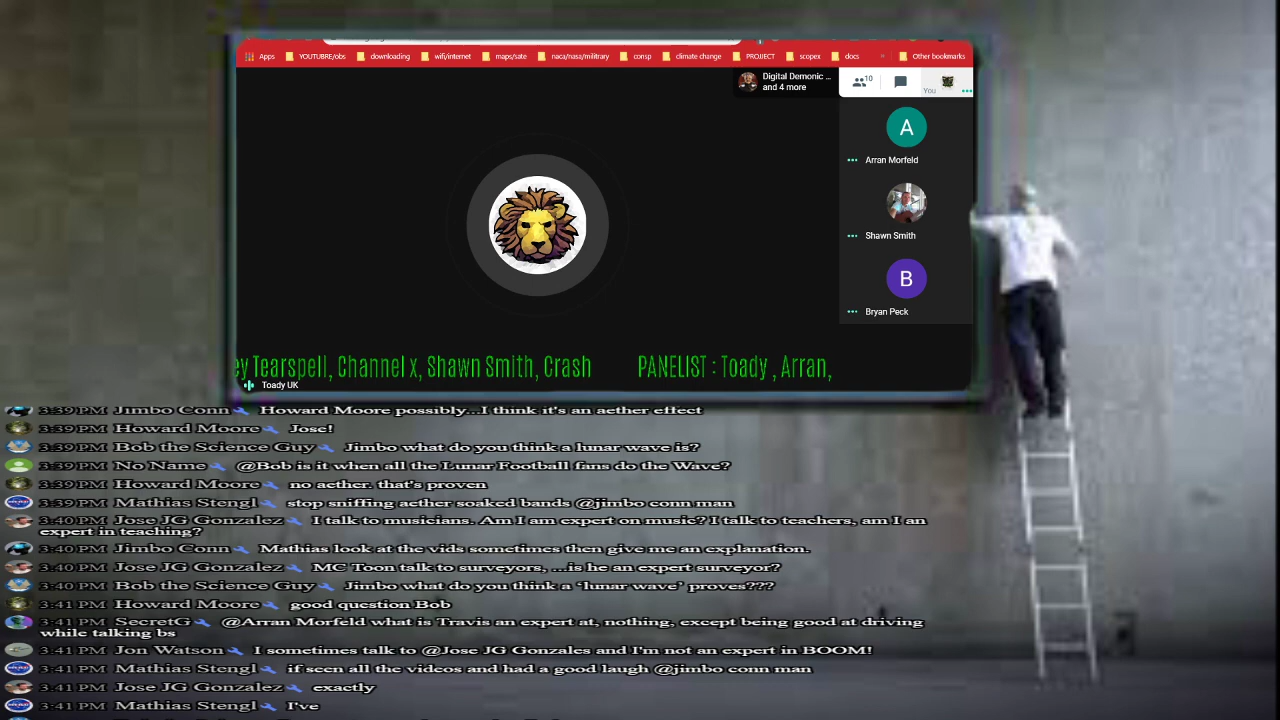 Apps YOUTUBRE/obs downloading wifi/internet maps/sate naca/nasa/military consp climate change PROJJECT scopex docs Other bookmarks
Digital Demonic ...
and 4 more
10
You
A
Arran Morfeld
Shawn Smith
B
Bryan Peck
ey Tearspell, Channel x, Shawn Smith, Crash PANELIST : Toady , Arran,
Toady UK
3:39 PM Jimbo Conn Howard Moore possibly...I think it's an aether effect
3:39 PM Howard Moore Jose!
3:39 PM Bob the Science Guy Jimbo what do you think a lunar wave is?
3:39 PM No Name @Bob is it when all the Lunar Football fans do the Wave?
3:39 PM Howard Moore no aether. that's proven
3:39 PM Mathias Stengl stop sniffing aether soaked bands @jimbo conn man
3:40 PM Jose JG Gonzalez I talk to musicians. Am I am expert on music? I talk to teachers, am I an
expert in teaching?
3:40 PM Jimbo Conn Mathias look at the vids sometimes then give me an explanation.
3:40 PM Jose JG Gonzalez MC Toon talk to surveyors, ...is he an expert surveyor?
3:40 PM Bob the Science Guy Jimbo what do you think a 'lunar wave' proves???
3:41 PM Howard Moore good question Bob
3:41 PM SecretG @Arran Morfeld what is Travis an expert at, nothing, except being good at driving
while talking bs
3:41 PM Jon Watson I sometimes talk to @Jose JG Gonzales and I'm not an expert in BOOM!
3:41 PM Mathias Stengl if seen all the videos and had a good laugh @jimbo conn man
3:41 PM Jose JG Gonzalez exactly
3:41 PM Mathias Stengl I've